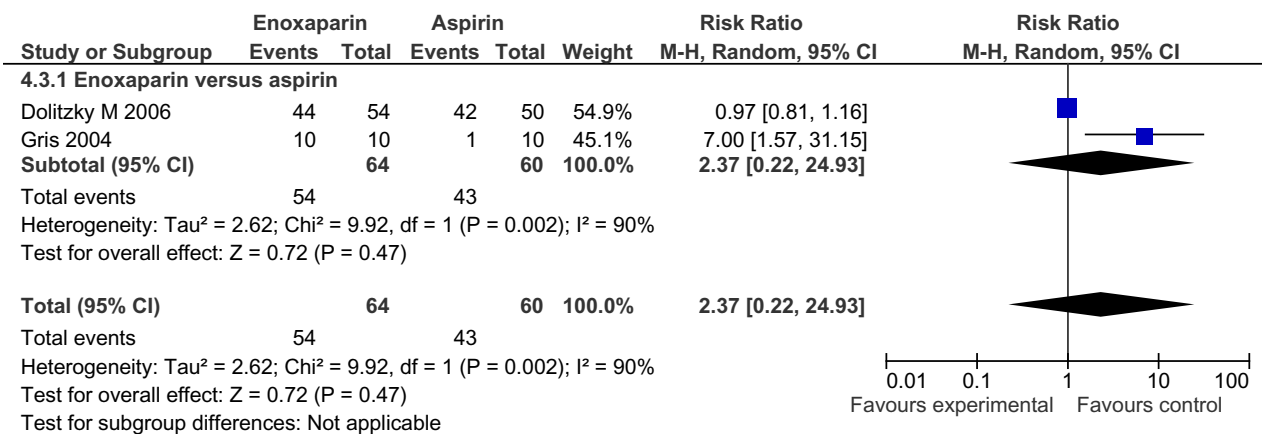 Enoxaparin Aspirin Risk Ratio Risk Ratio
Study or Subgroup Events Total Events Total Weight M-H, Random, 95% CI M-H, Random, 95% CI
4.3.1 Enoxaparin versus aspirin
Dolitzky M 2006 44 54 42 50 54.9% 0.97 [0.81, 1.16]
Gris 2004 10 10 1 10 45.1% 7.00 [1.57, 31.15]
Subtotal (95% CI) 64 60 100.0% 2.37 [0.22, 24.93]
Total events 54 43
Heterogeneity: Tau² = 2.62; Chi² = 9.92, df = 1 (P = 0.002); I² = 90%
Test for overall effect: Z = 0.72 (P = 0.47)
Total (95% CI) 64 60 100.0% 2.37 [0.22, 24.93]
Total events 54 43
Heterogeneity: Tau² = 2.62; Chi² = 9.92, df = 1 (P = 0.002); I² = 90%
Test for overall effect: Z = 0.72 (P = 0.47)
Test for subgroup differences: Not applicable
0.01 0.1 1 10 100
Favours experimental Favours control